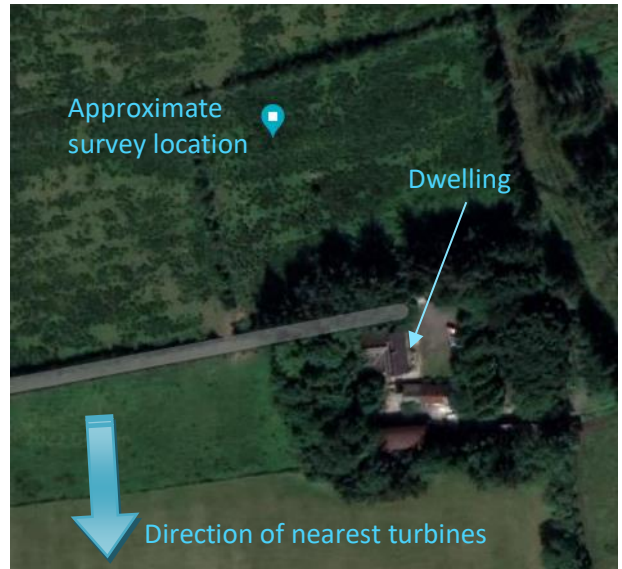 Approximate
survey location
Dwelling
Direction of nearest turbines